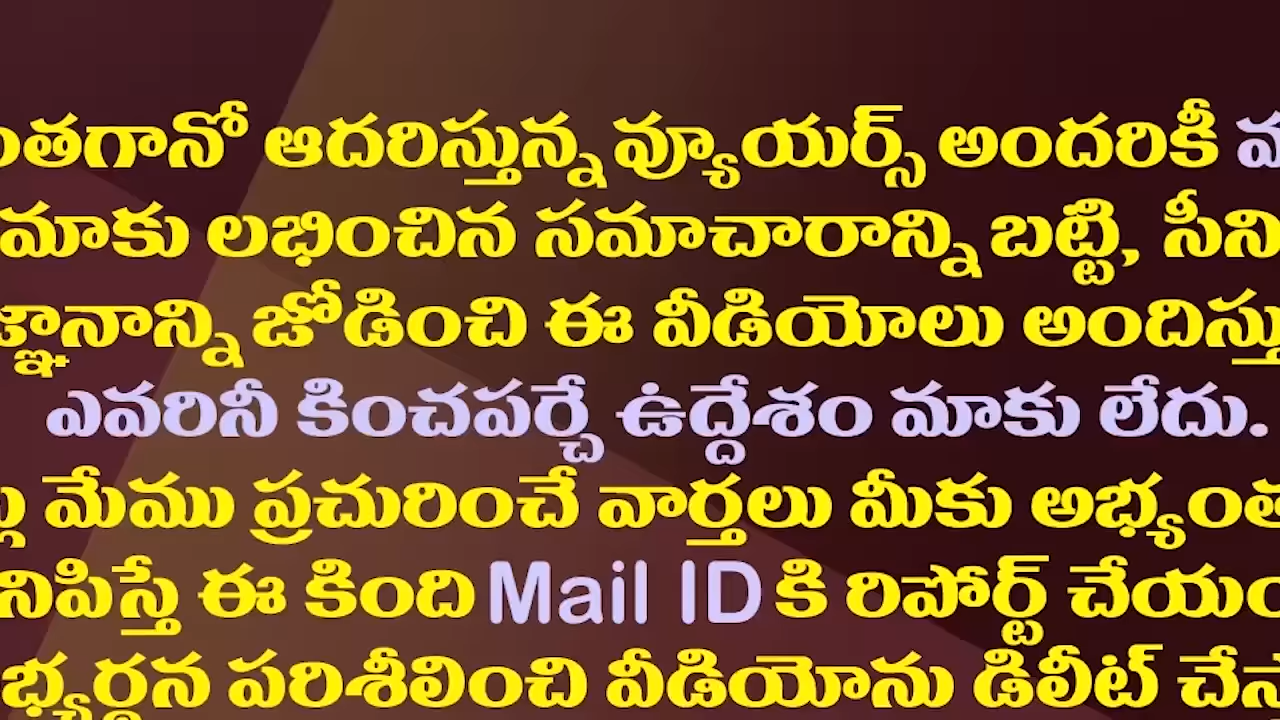 ంతగానో ఆదరిస్తున్న వ్యూయర్స్ అందరికీ
మాకు లభించిన సమాచారాన్ని బట్టి, సీని
జ్ఞానాన్ని జోడించి ఈ వీడియోలు అందిస్తు
ఎవరినీ కించపర్చే ఉద్దేశం మాకు లేదు.
మేము ప్రచురించే వార్తలు మీకు అభ్యంత
నిపిస్తే ఈ కింది Mail ID కి రిపోర్ట్ చేయం
భ్యర్ధన పరిశీలించి వీడియోను డిలీట్ చేస